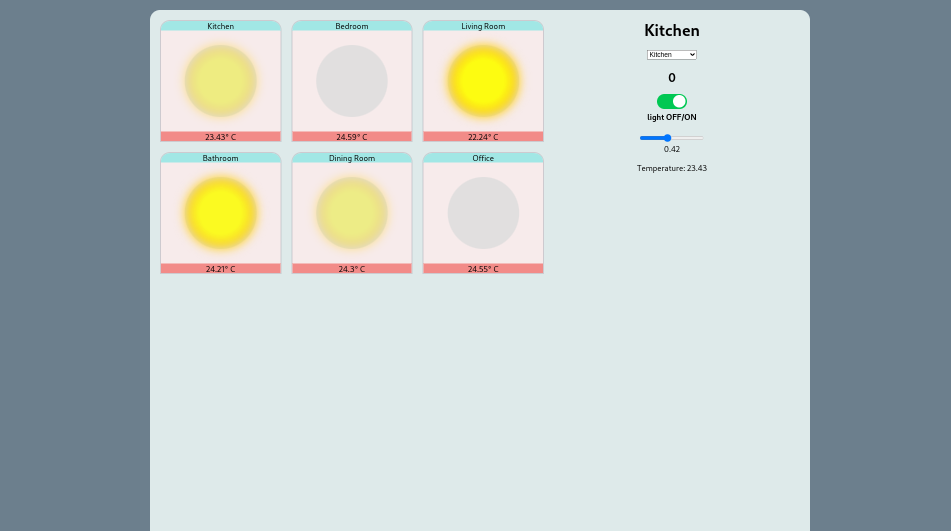 Kitchen
Bedroom
Living Room
23.43° C
24.59° C
22.24° C
Bathroom
Dining Room
Office
24.21° C
24.3° C
24.55° C
Kitchen
Kitchen
0
light OFF/ON
0.42
Temperature: 23.43